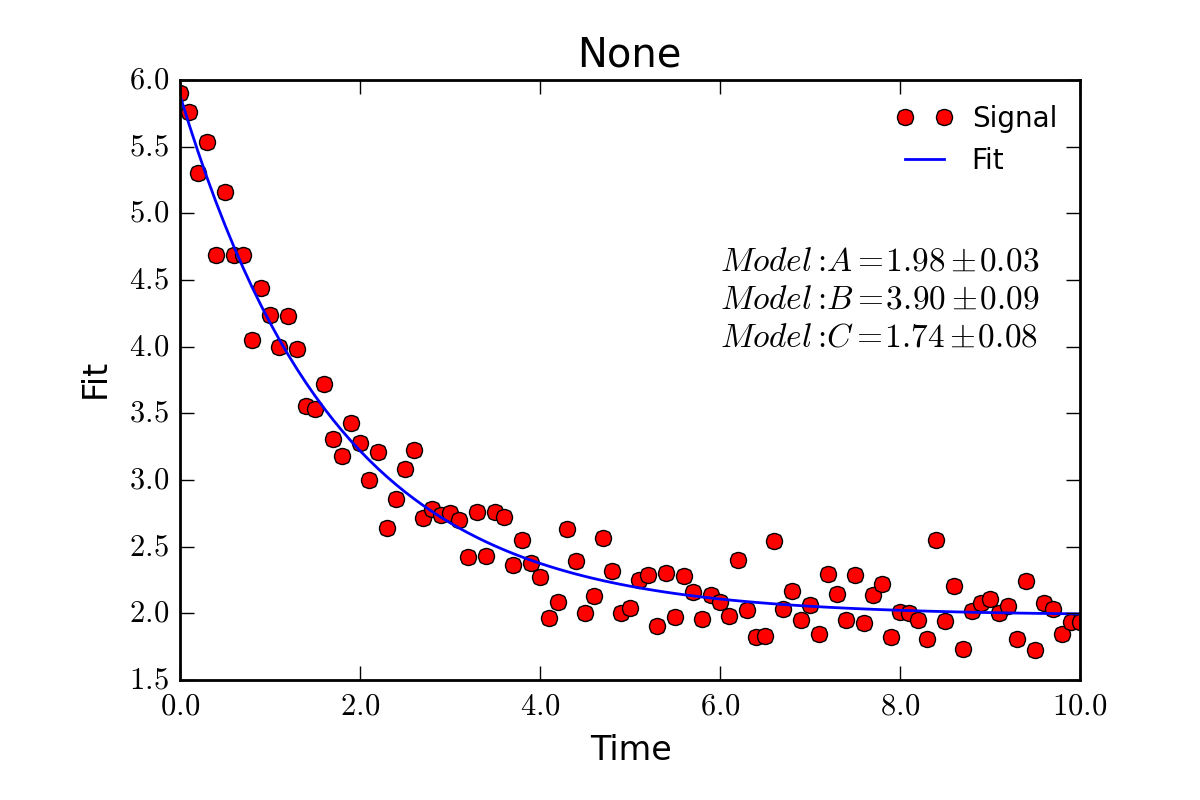 None
6.0
5.5
5.0
4.5
4.0
3.5
3.0
2.5
2.0
1.5
Fit
Signal
Fit
Model:A=1.98±0.03
Model:B=3.90±0.09
Model:C=1.74±0.08
0.0 2.0 4.0 6.0 8.0 10.0
Time